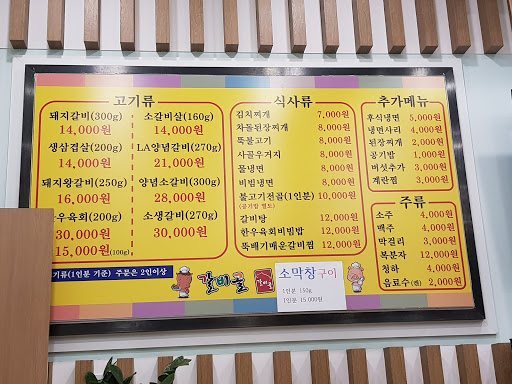 고기류
돼지갈비(300g) 소갈비살(160g)
14,000원 14,000원
생삼겹살(200g) LA양념갈비(270g)
14,000원 21,000원
돼지왕갈비(250g) 양념소갈비(300g)
16,000원 28,000원
우육회(200g) 소생갈비(270g)
30,000원 30,000원
15,000원(100g)
기류(1인분 기준) 주문은 2인이상
식사류
김치찌개 7,000원
차돌된장찌개 8,000원
뚝불고기 8,000원
사골우거지 8,000원
물냉면 8,000원
비빔냉면 8,000원
불고기전골(1인분) 10,000원
(공기밥 별도)
갈비탕 12,000원
한우육회비빔밥 12,000원
뚝배기매운갈비찜 12,000원
추가메뉴
후식냉면 5,000원
냉면사리 4,000원
된장찌개 2,000원
공기밥 1,000원
버섯추가 3,000원
계란찜 3,000원
주류
소주 4,000원
맥주 4,000원
막걸리 3,000원
복분자 12,000원
청하 4,000원
음료수(캔) 2,000원
갈비골
소막창구이
1인분 150g
1인분 15,000원